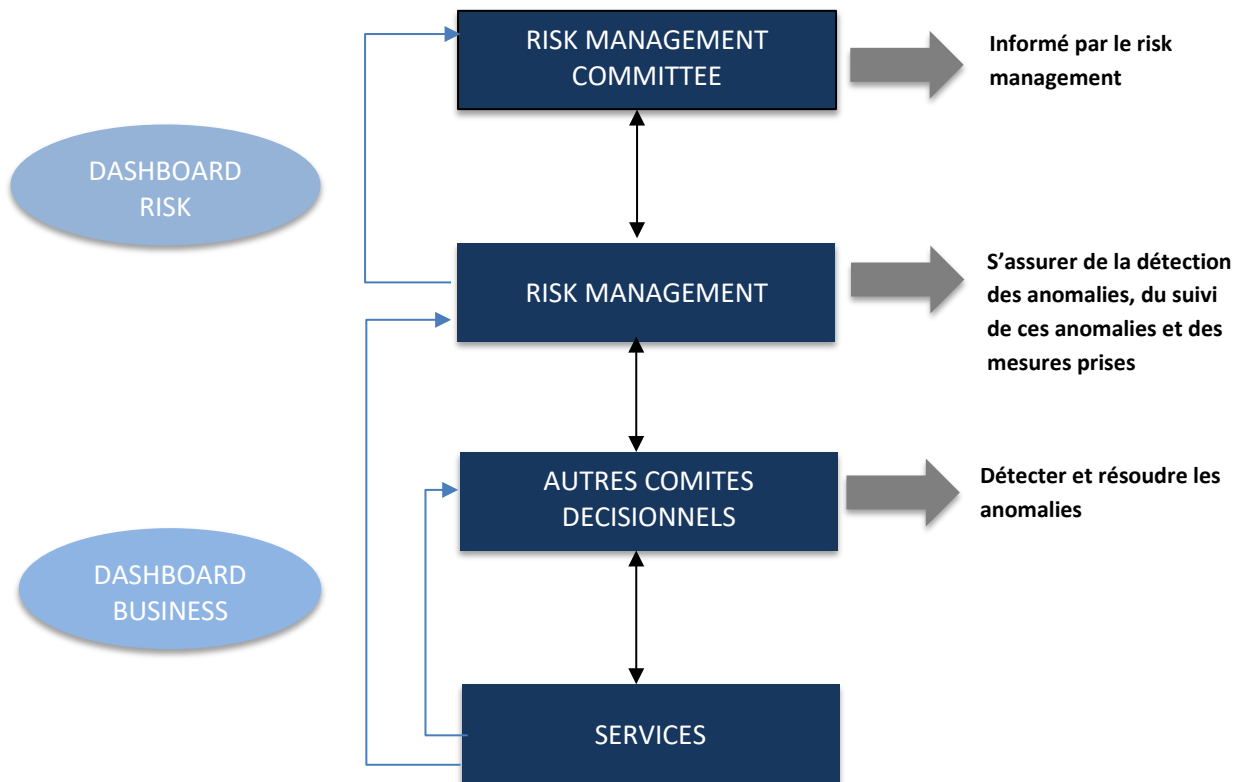 RISK MANAGEMENT
COMMITTEE
Informé par le risk
management
DASHBOARD
RISK
RISK MANAGEMENT
S’assurer de la détection
des anomalies, du suivi
de ces anomalies et des
mesures prises
AUTRES COMITES
DECISIONNELS
Détecter et résoudre les
anomalies
DASHBOARD
BUSINESS
SERVICES